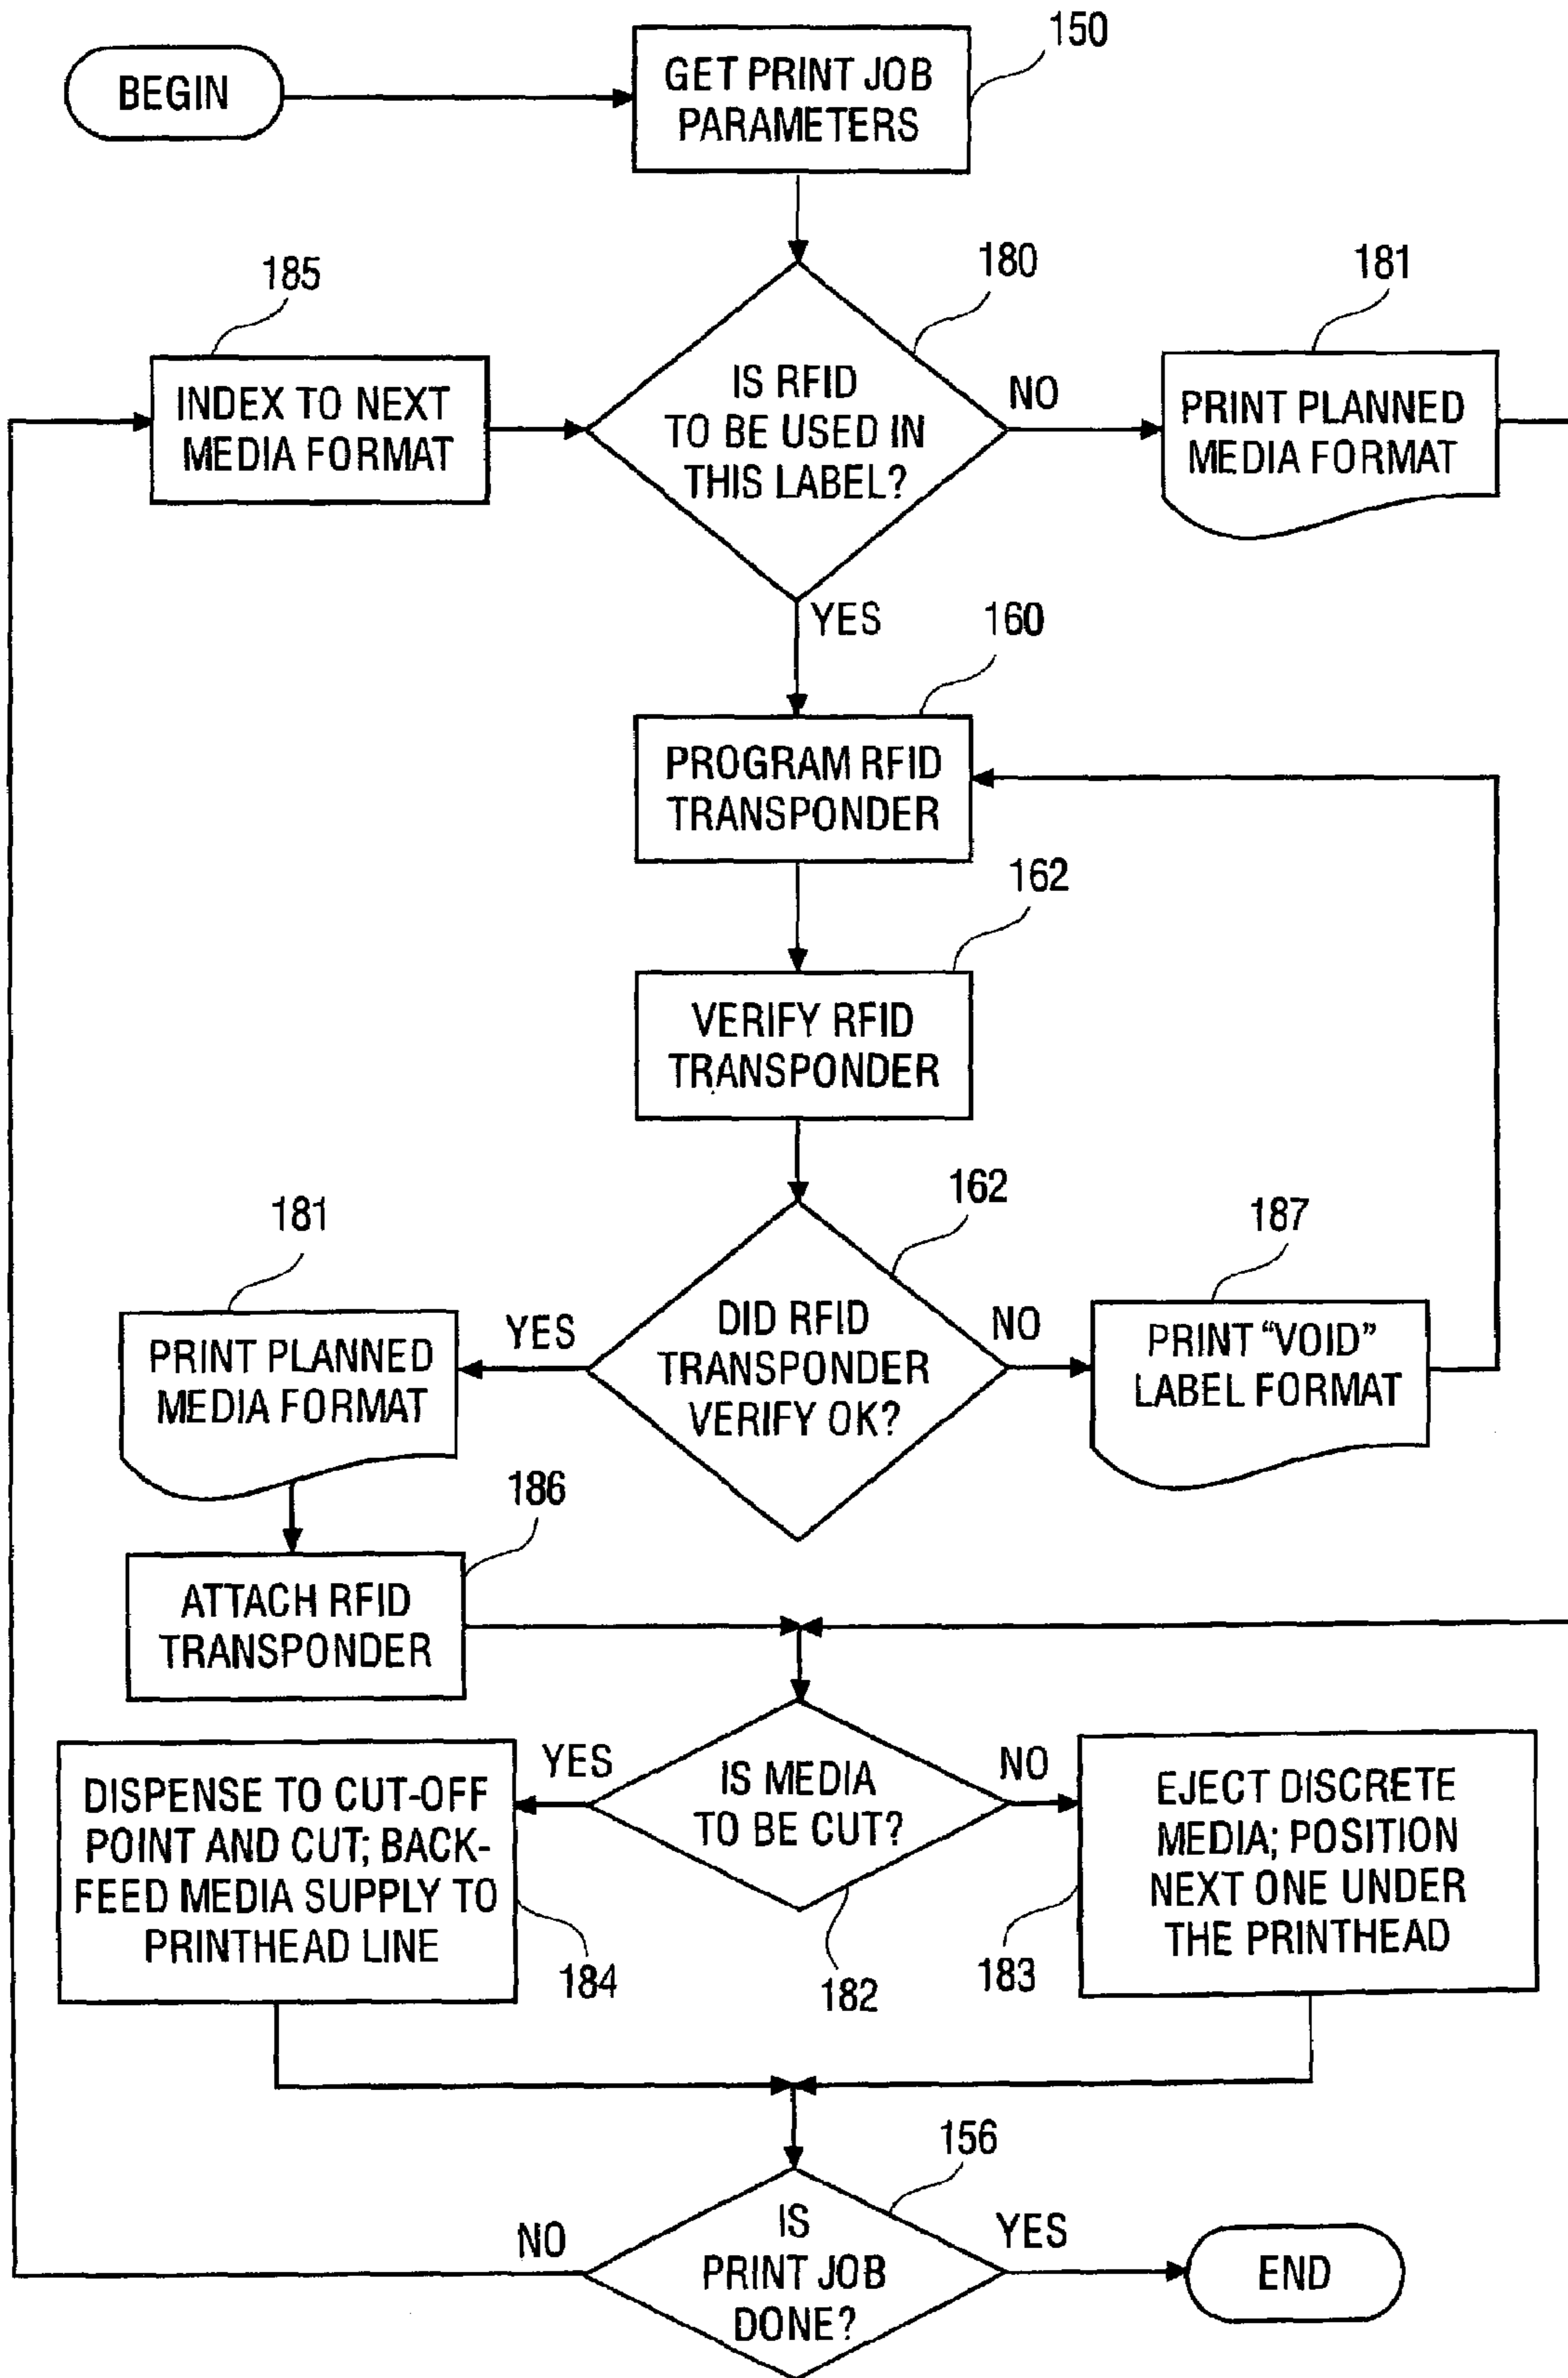 BEGIN
GET PRINT JOB
PARAMETERS
150
180
IS RFID
TO BE USED IN
THIS LABEL?
NO
181
PRINT PLANNED
MEDIA FORMAT
185
INDEX TO NEXT
MEDIA FORMAT
YES
160
PROGRAM RFID
TRANSPONDER
162
VERIFY RFID
TRANSPONDER
162
DID RFID
TRANSPONDER
VERIFY OK?
NO
187
PRINT “VOID”
LABEL FORMAT
YES
181
PRINT PLANNED
MEDIA FORMAT
186
ATTACH RFID
TRANSPONDER
IS MEDIA
TO BE CUT?
182
YES
DISPENSE TO CUT-OFF
POINT AND CUT; BACK-
FEED MEDIA SUPPLY TO
PRINTHEAD LINE
184
NO
EJECT DISCRETE
MEDIA; POSITION
NEXT ONE UNDER
THE PRINTHEAD
183
156
IS
PRINT JOB
DONE?
NO
YES
END